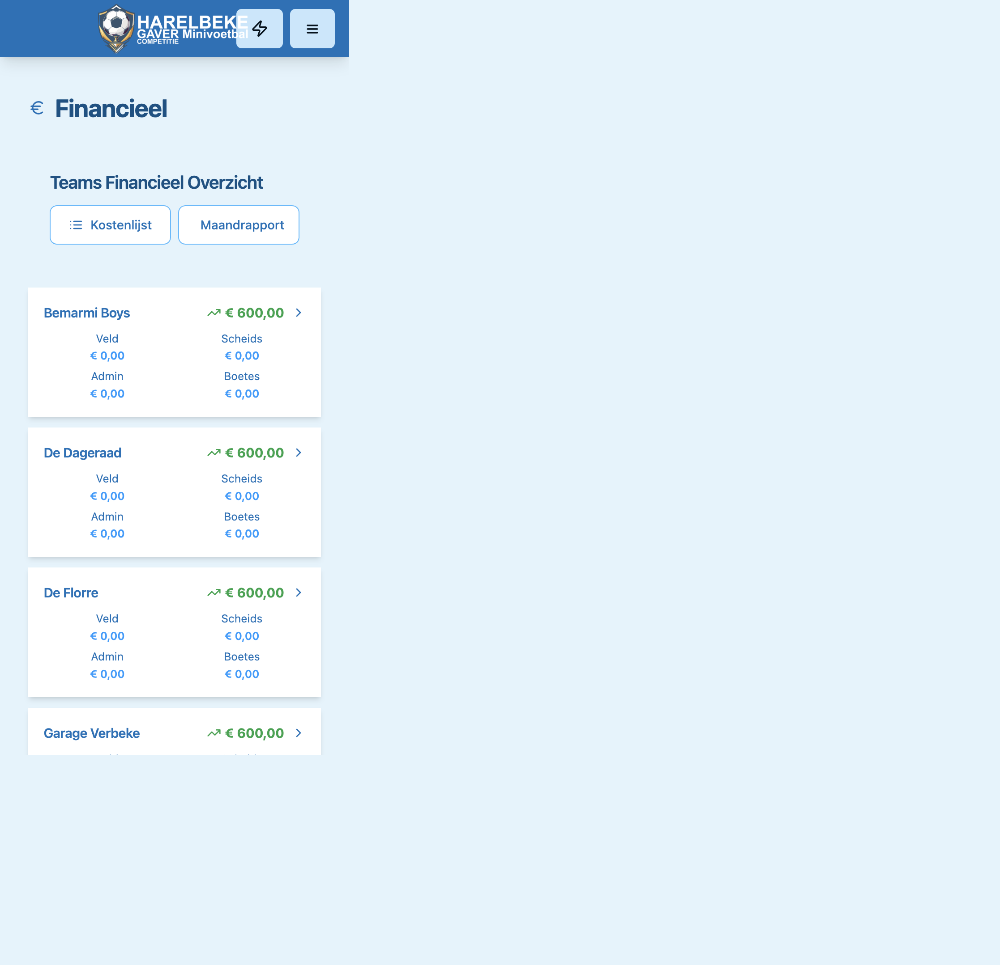 HARELBEKE
GAVER Minivoetbal
COMPETITIE
€ Financieel
Teams Financieel Overzicht
Kostenlijst
Maandrapport
Bemarmi Boys € 600,00
Veld Scheids
€ 0,00 € 0,00
Admin Boetes
€ 0,00 € 0,00
De Dageraad € 600,00
Veld Scheids
€ 0,00 € 0,00
Admin Boetes
€ 0,00 € 0,00
De Florre € 600,00
Veld Scheids
€ 0,00 € 0,00
Admin Boetes
€ 0,00 € 0,00
Garage Verbeke € 600,00